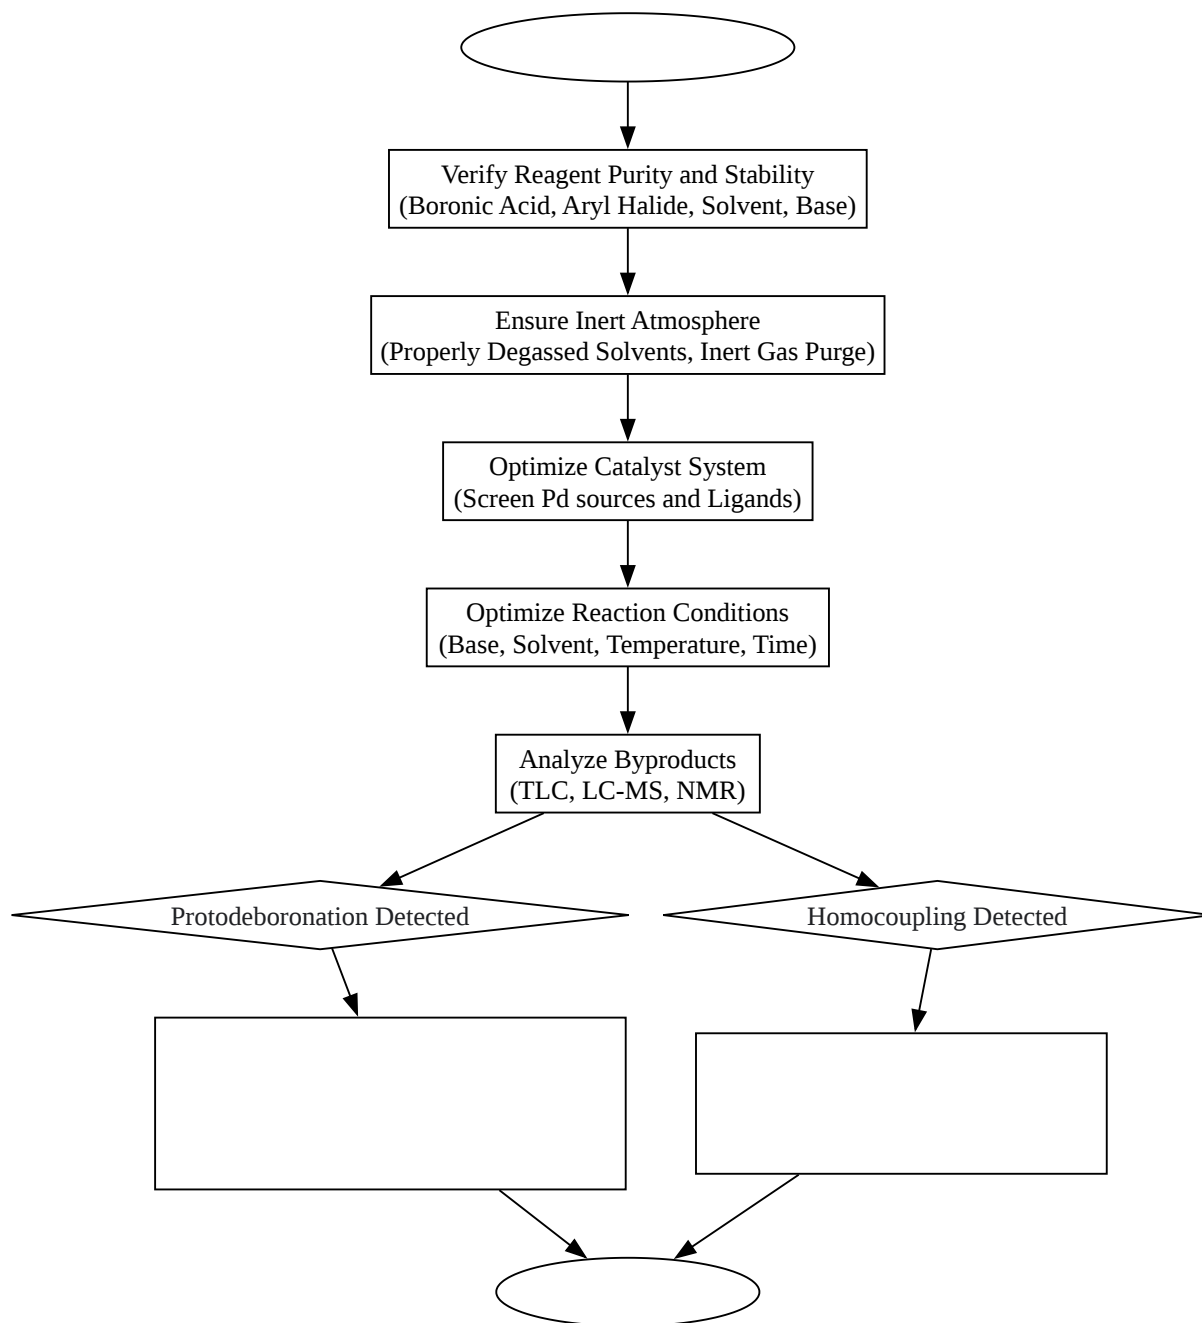 Verify Reagent Purity and Stability
(Boronic Acid, Aryl Halide, Solvent, Base)
Ensure Inert Atmosphere
(Properly Degassed Solvents, Inert Gas Purge)
Optimize Catalyst System
(Screen Pd sources and Ligands)
Optimize Reaction Conditions
(Base, Solvent, Temperature, Time)
Analyze Byproducts
(TLC, LC-MS, NMR)
Protodeboronation Detected
Homocoupling Detected